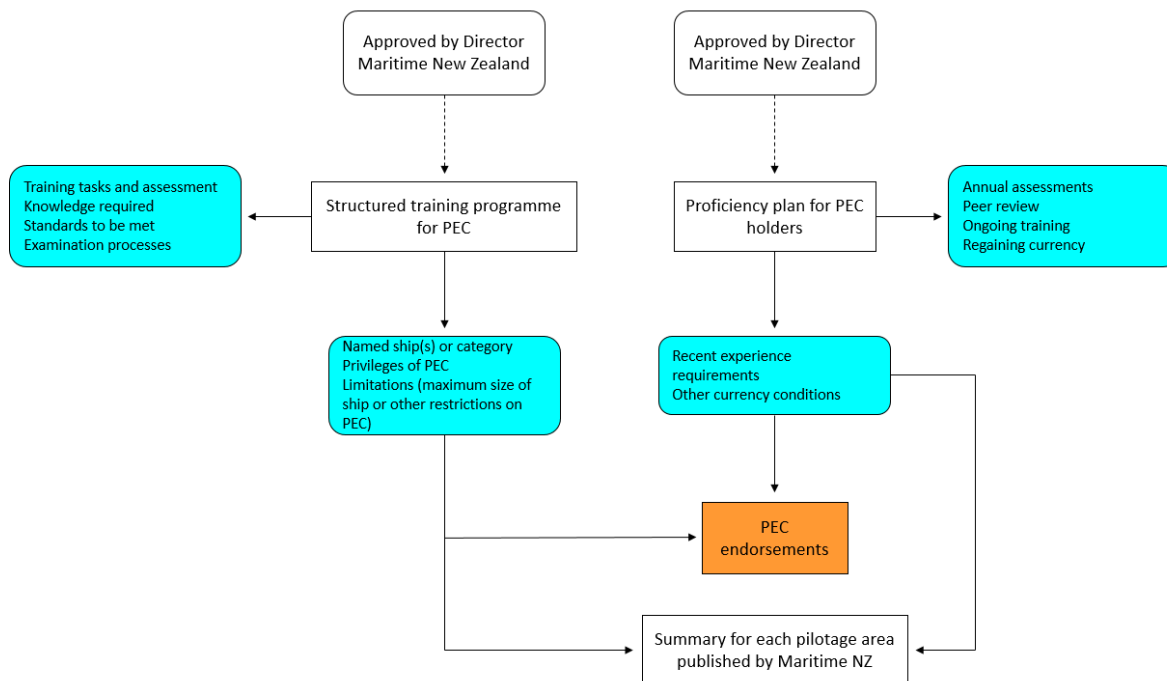 Approved by Director
Maritime New Zealand
Approved by Director
Maritime New Zealand
Training tasks and assessment
Knowledge required
Standards to be met
Examination processes
Structured training programme
for PEC
Proficiency plan for PEC
holders
Annual assessments
Peer review
Ongoing training
Regaining currency
Named ship(s) or category
Privileges of PEC
Limitations (maximum size of
ship or other restrictions on
PEC)
Recent experience
requirements
Other currency conditions
PEC
endorsements
Summary for each pilotage area
published by Maritime NZ